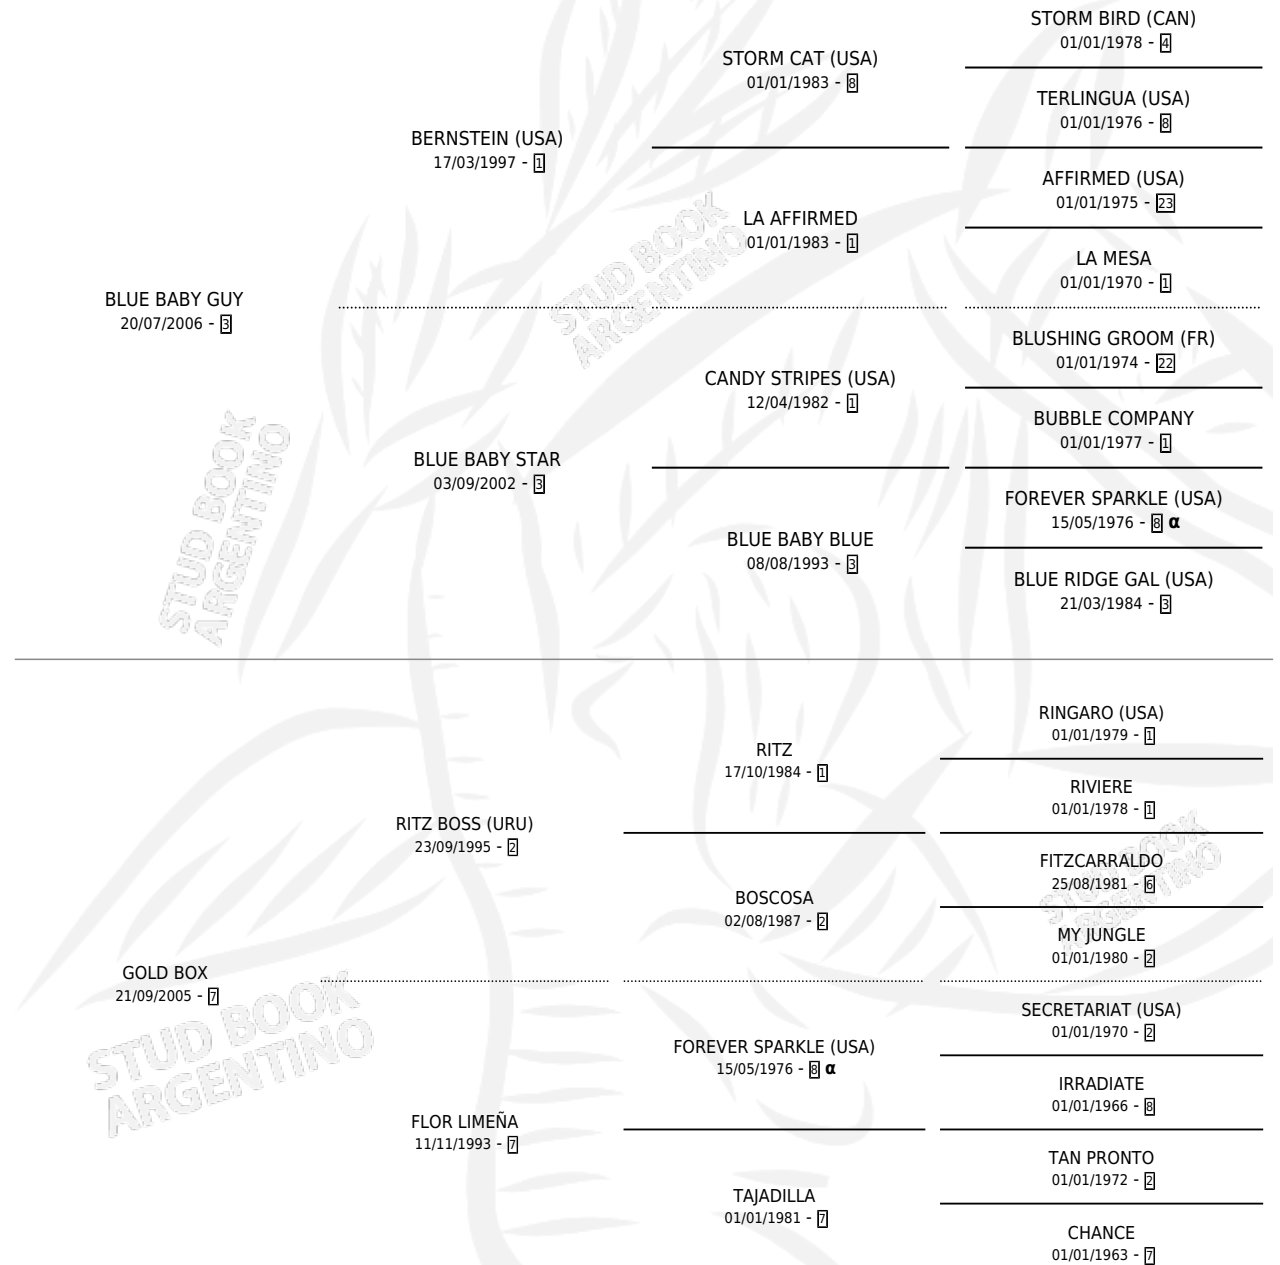 STORM BIRD (CAN)
01/01/1978 - 4
STORM CAT (USA)
01/01/1983 - 8
TERLINGUA (USA)
01/01/1976 - 8
BERNSTEIN (USA)
17/03/1997 - 1
AFFIRMED (USA)
01/01/1975 - 23
LA AFFIRMED
01/01/1983 - 1
LA MESA
01/01/1970 - 1
BLUE BABY GUY
20/07/2006 - 3
BLUSHING GROOM (FR)
01/01/1974 - 22
CANDY STRIPES (USA)
12/04/1982 - 1
BUBBLE COMPANY
01/01/1977 - 1
BLUE BABY STAR
03/09/2002 - 3
FOREVER SPARKLE (USA)
15/05/1976 - 8 α
BLUE BABY BLUE
08/08/1993 - 3
BLUE RIDGE GAL (USA)
21/03/1984 - 3
STUD BOOK
ARGENTINO
STUD BOOK
ARGENTINO
RINGARO (USA)
01/01/1979 - 1
RITZ
17/10/1984 - 1
RIVIERE
01/01/1978 - 1
RITZ BOSS (URU)
23/09/1995 - 2
FITZCARRALDO
25/08/1981 - 6
BOSCOSA
02/08/1987 - 2
MY JUNGLE
01/01/1980 - 2
GOLD BOX
21/09/2005 - 7
SECRETARIAT (USA)
01/01/1970 - 2
FOREVER SPARKLE (USA)
15/05/1976 - 8 α
IRRADIATE
01/01/1966 - 8
FLOR LIMEÑA
11/11/1993 - 7
TAN PRONTO
01/01/1972 - 2
TAJADILLA
01/01/1981 - 7
CHANCE
01/01/1963 - 7
STUD BOOK
ARGENTINO
STUD BOOK
ARGENTINO